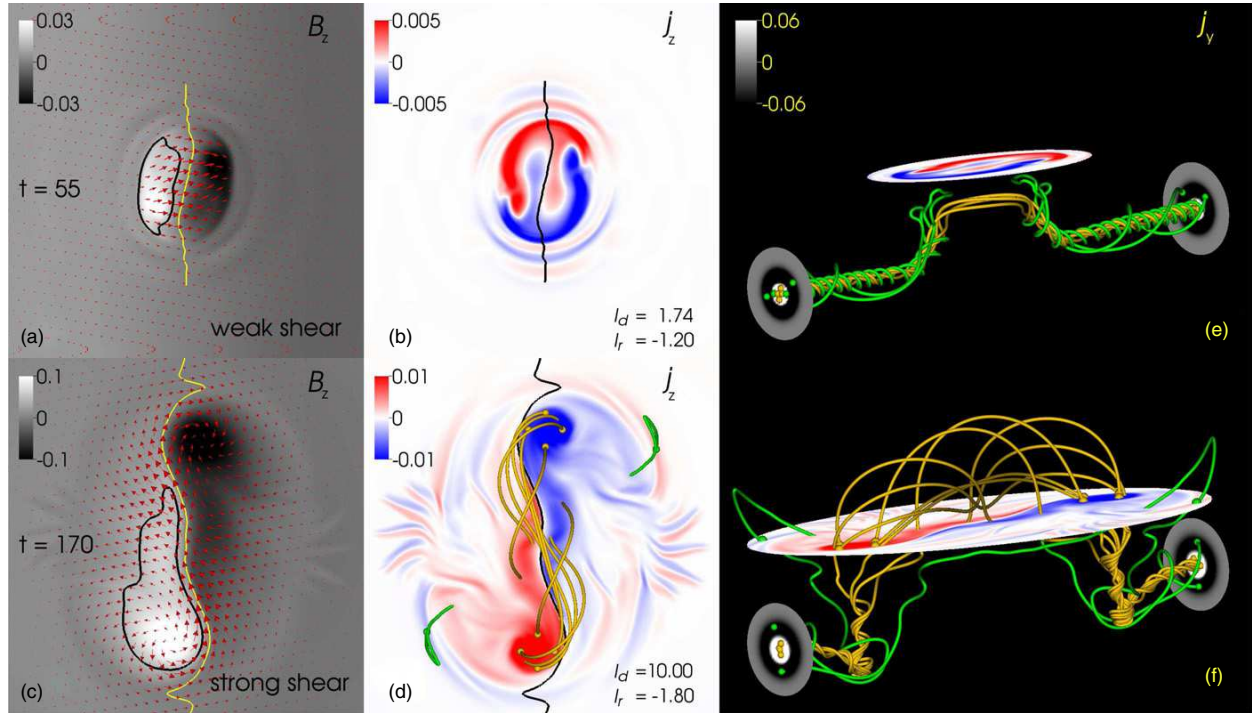 0.03
0
-0.03
B_z
t = 55
(a)
weak shear
0.005
0
-0.005
j_z
(b)
I_d = 1.74
I_r = -1.20
0.06
0
-0.06
j_y
(e)
0.1
0
-0.1
B_z
t = 170
(c)
strong shear
0.01
0
-0.01
j_z
(d)
I_d =10.00
I_r = -1.80
(f)